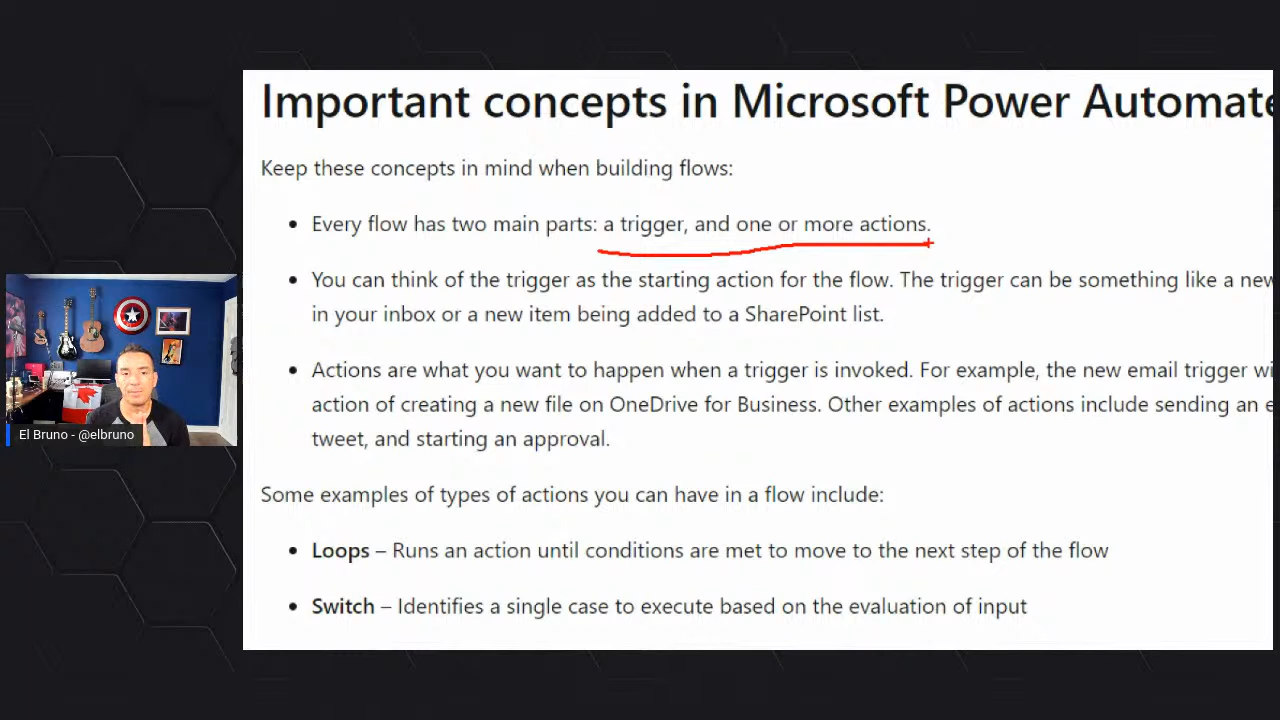 Important concepts in Microsoft Power Automate
Keep these concepts in mind when building flows:
• Every flow has two main parts: a trigger, and one or more actions.
• You can think of the trigger as the starting action for the flow. The trigger can be something like a new
in your inbox or a new item being added to a SharePoint list.
• Actions are what you want to happen when a trigger is invoked. For example, the new email trigger wi
action of creating a new file on OneDrive for Business. Other examples of actions include sending an e
tweet, and starting an approval.
El Bruno - @elbruno
Some examples of types of actions you can have in a flow include:
• Loops – Runs an action until conditions are met to move to the next step of the flow
• Switch – Identifies a single case to execute based on the evaluation of input